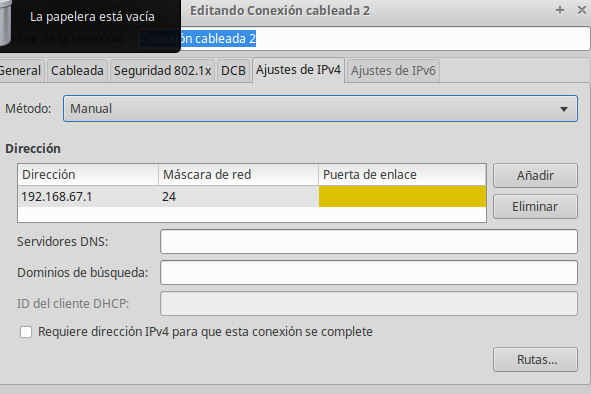 La papelera está vacía
Editando Conexión cableada 2
Nombre de la conexión: Conexión cableada 2
General Cableada Seguridad 802.1x DCB Ajustes de IPv4 Ajustes de IPv6
Método: Manual
Dirección
Dirección Máscara de red Puerta de enlace
192.168.67.1 24
Añadir
Eliminar
Servidores DNS:
Dominios de búsqueda:
ID del cliente DHCP:
Requiere dirección IPv4 para que esta conexión se complete
Rutas...